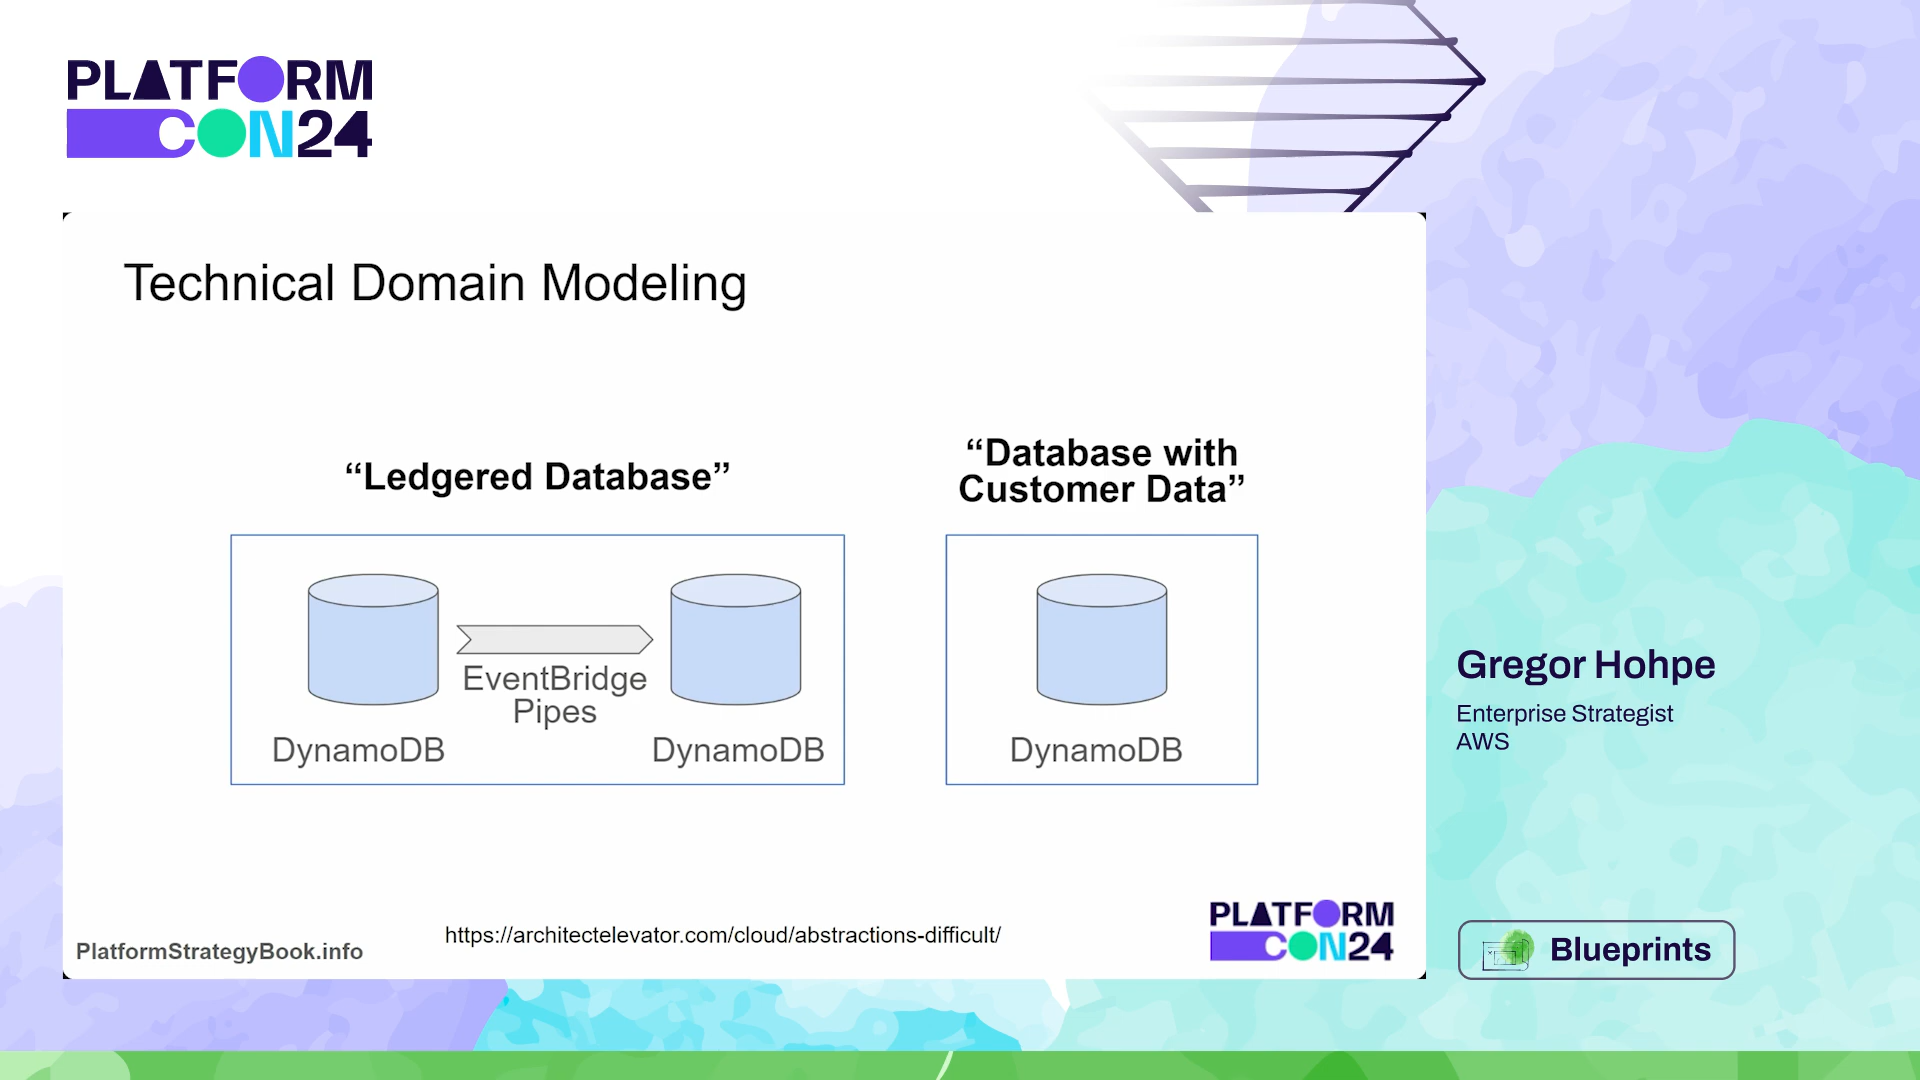 PLATFORM
CON24
Technical Domain Modeling
“Ledgered Database”
“Database with
Customer Data”
EventBridge
Pipes
DynamoDB
DynamoDB
DynamoDB
https://architectelevator.com/cloud/abstractions-difficult/
PlatformStrategyBook.info
PLATFORM
CON24
Gregor Hohpe
Enterprise Strategist
AWS
Blueprints